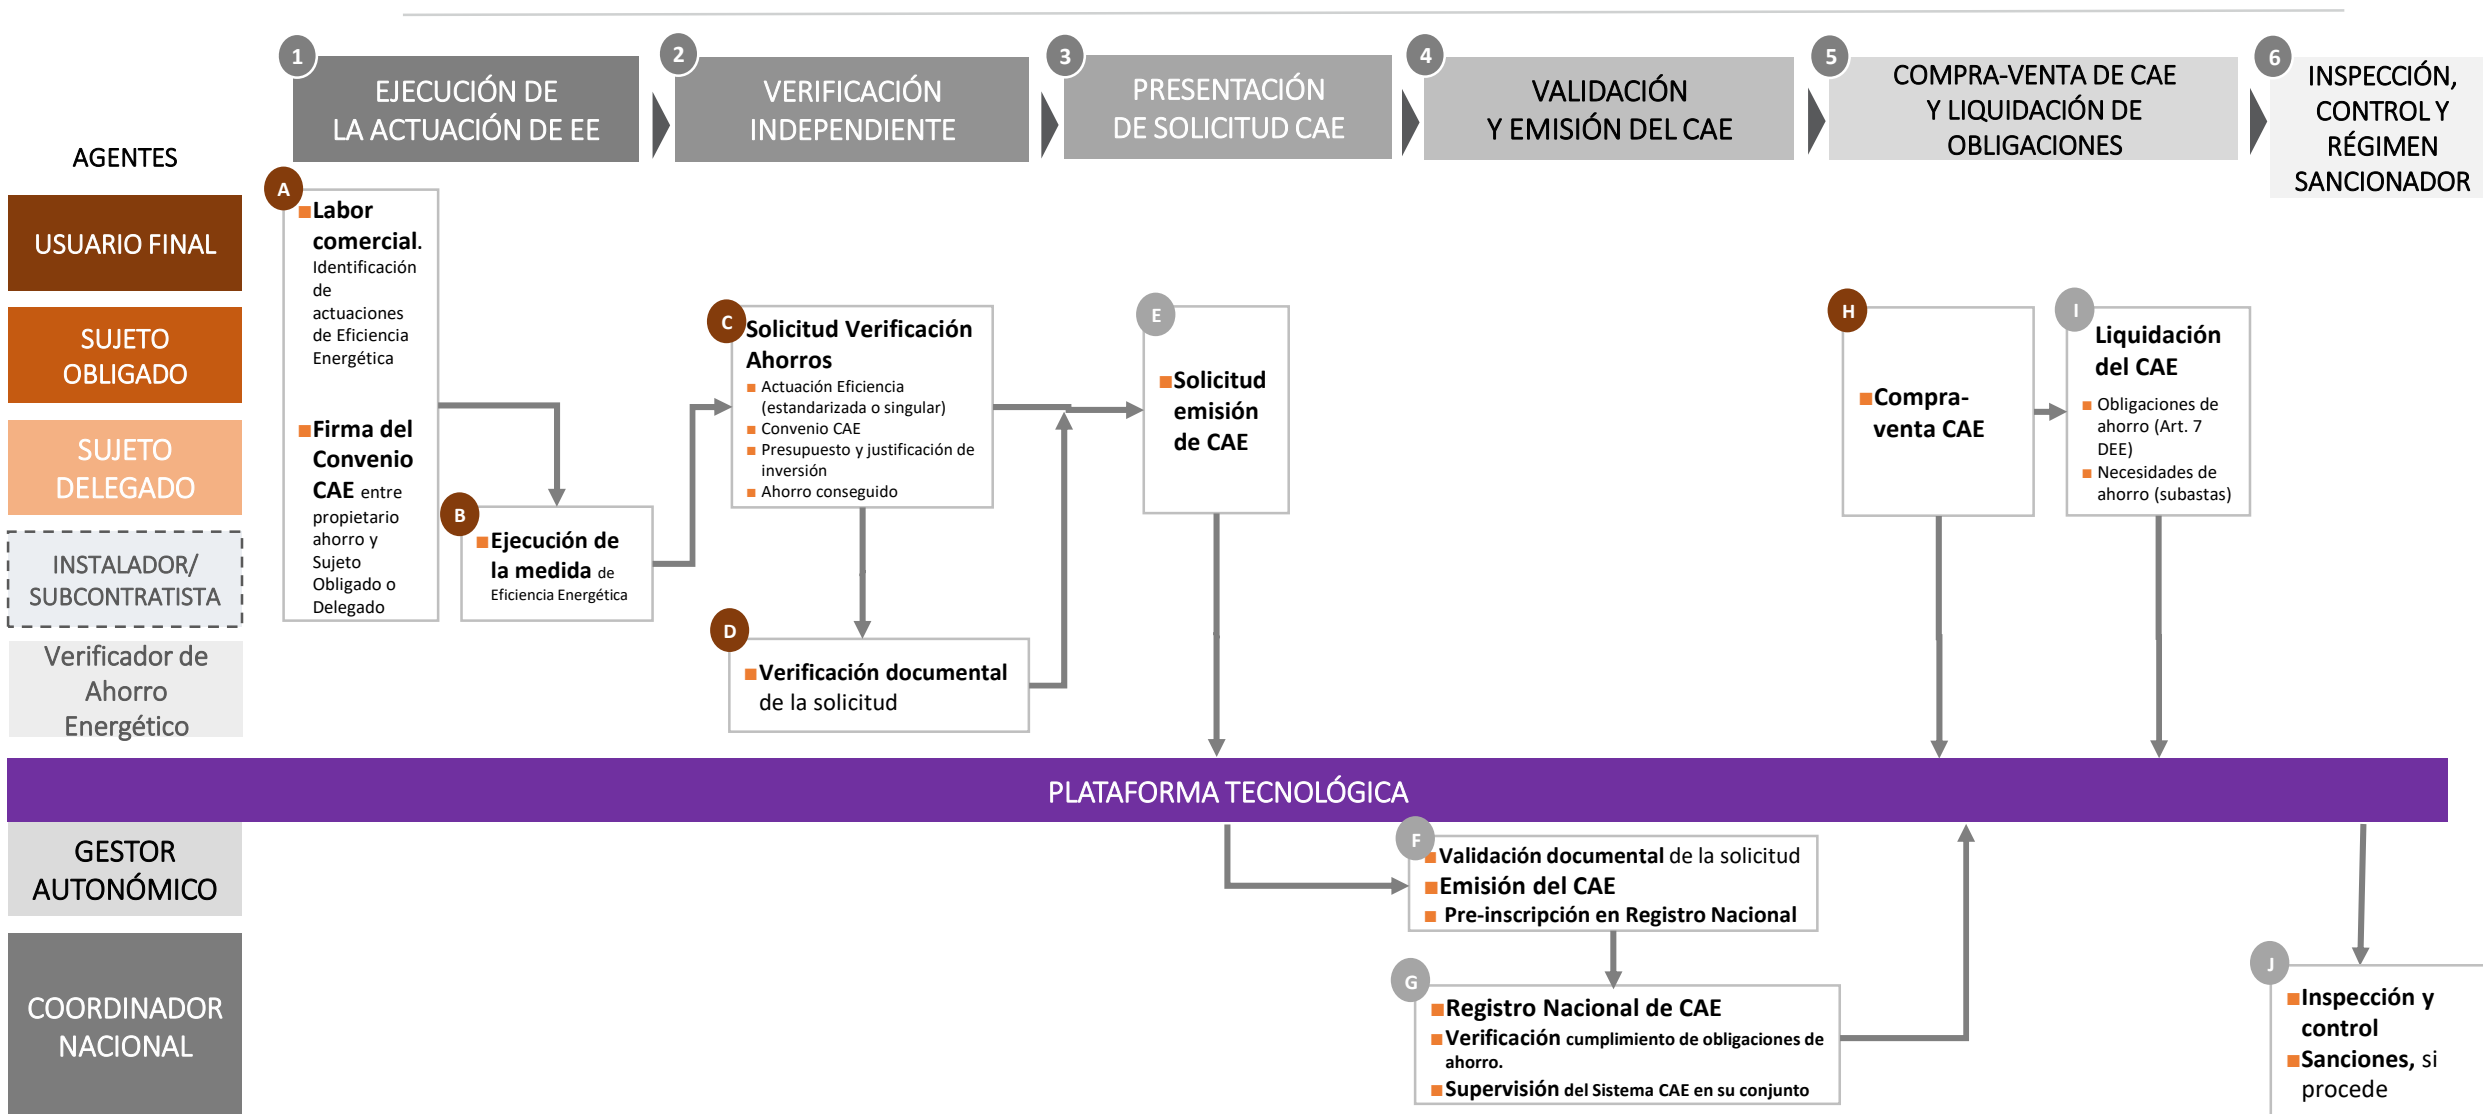 1
EJECUCIÓN DE
LA ACTUACIÓN DE EE
2
VERIFICACIÓN
INDEPENDIENTE
3
PRESENTACIÓN
DE SOLICITUD CAE
4
VALIDACIÓN
Y EMISIÓN DEL CAE
5
COMPRA-VENTA DE CAE
Y LIQUIDACIÓN DE
OBLIGACIONES
6
INSPECCIÓN,
CONTROL Y
RÉGIMEN
SANCIONADOR
AGENTES
USUARIO FINAL
SUJETO
OBLIGADO
SUJETO
DELEGADO
INSTALADOR/
SUBCONTRATISTA
Verificador de
Ahorro
Energético
A
Labor
comercial.
Identificación
de
actuaciones
de Eficiencia
Energética
Firma del
Convenio
CAE entre
propietario
ahorro y
Sujeto
Obligado o
Delegado
B
Ejecución de
la medida de
Eficiencia Energética
C
Solicitud Verificación
Ahorros
Actuación Eficiencia
(estandarizada o singular)
Convenio CAE
Presupuesto y justificación de
inversión
Ahorro conseguido
D
Verificación documental
de la solicitud
E
Solicitud
emisión
de CAE
H
Compra-
venta CAE
I
Liquidación
del CAE
Obligaciones de
ahorro (Art. 7
DEE)
Necesidades de
ahorro (subastas)
PLATAFORMA TECNOLÓGICA
GESTOR
AUTONÓMICO
COORDINADOR
NACIONAL
F
Validación documental de la solicitud
Emisión del CAE
Pre-inscripción en Registro Nacional
G
Registro Nacional de CAE
Verificación cumplimiento de obligaciones de
ahorro.
Supervisión del Sistema CAE en su conjunto
J
Inspección y
control
Sanciones, si
procede